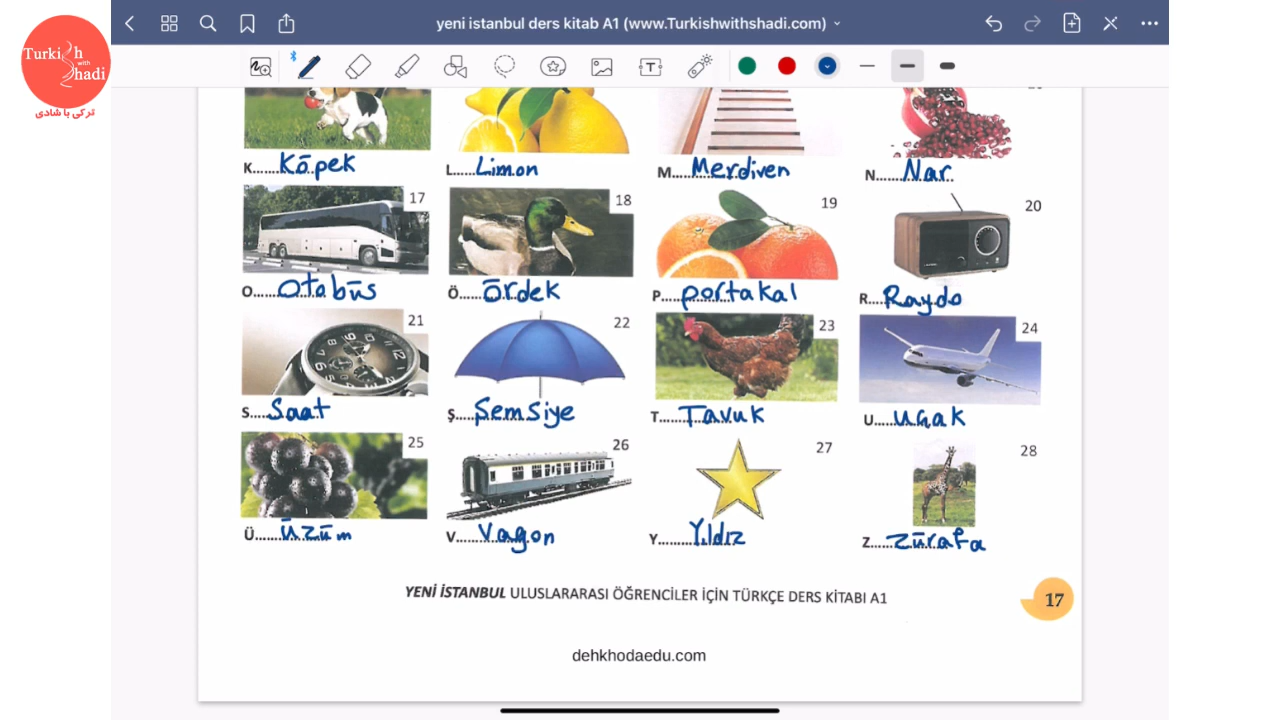 yeni istanbul ders kitab A1 (www.Turkishwithshadi.com)
Turkish
with
Shadi
ترکی با شادی
T
K.......Köpek
L......Limon
M......Merdiven
N......Nar
17
18
19
20
O......otobüs
Ö......ördek
P......portakal
R......Raydo
21
22
23
24
S......Saat
Ş......Şemsiye
T......Tavuk
U......uçak
25
26
27
28
Ü......üzüm
V......Vagon
Y......Yıldız
Z......Zürafa
YENİ İSTANBUL ULUSLARARASI ÖĞRENCİLER İÇİN TÜRKÇE DERS KİTABI A1
17
dehkhodaedu.com